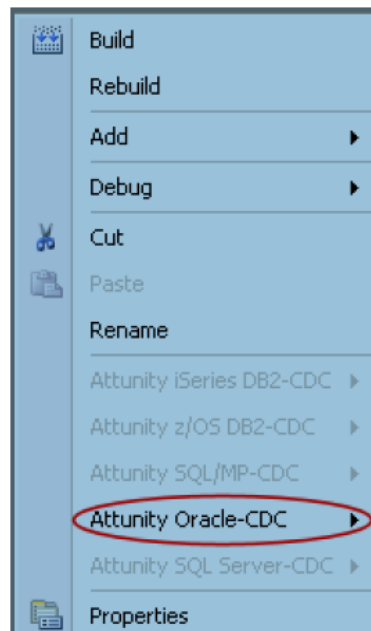 Build
Rebuild
Add
Debug
Cut
Paste
Rename
Attunity iSeries DB2-CDC
Attunity z/OS DB2-CDC
Attunity SQL/MP-CDC
Attunity Oracle-CDC
Attunity SQL Server-CDC
Properties